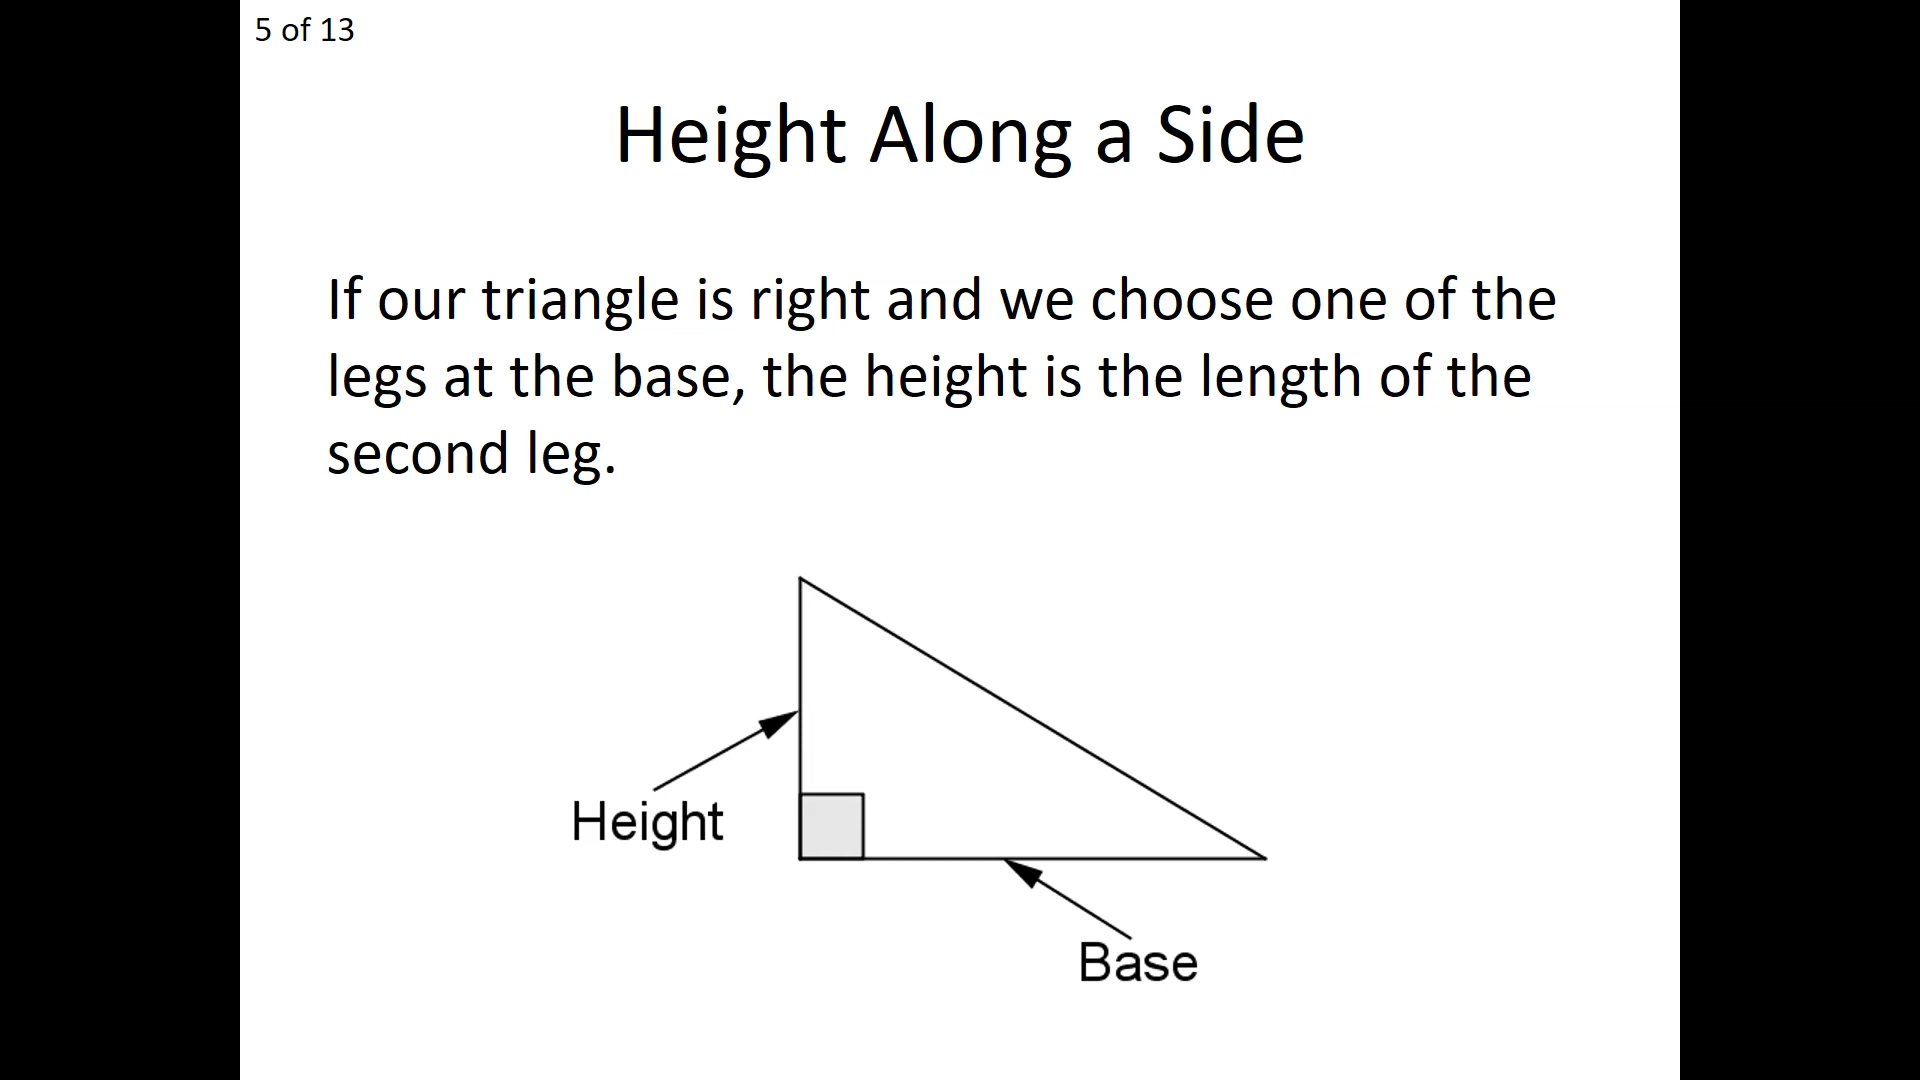 5 of 13
Height Along a Side
If our triangle is right and we choose one of the
legs at the base, the height is the length of the
second leg.
Height
Base